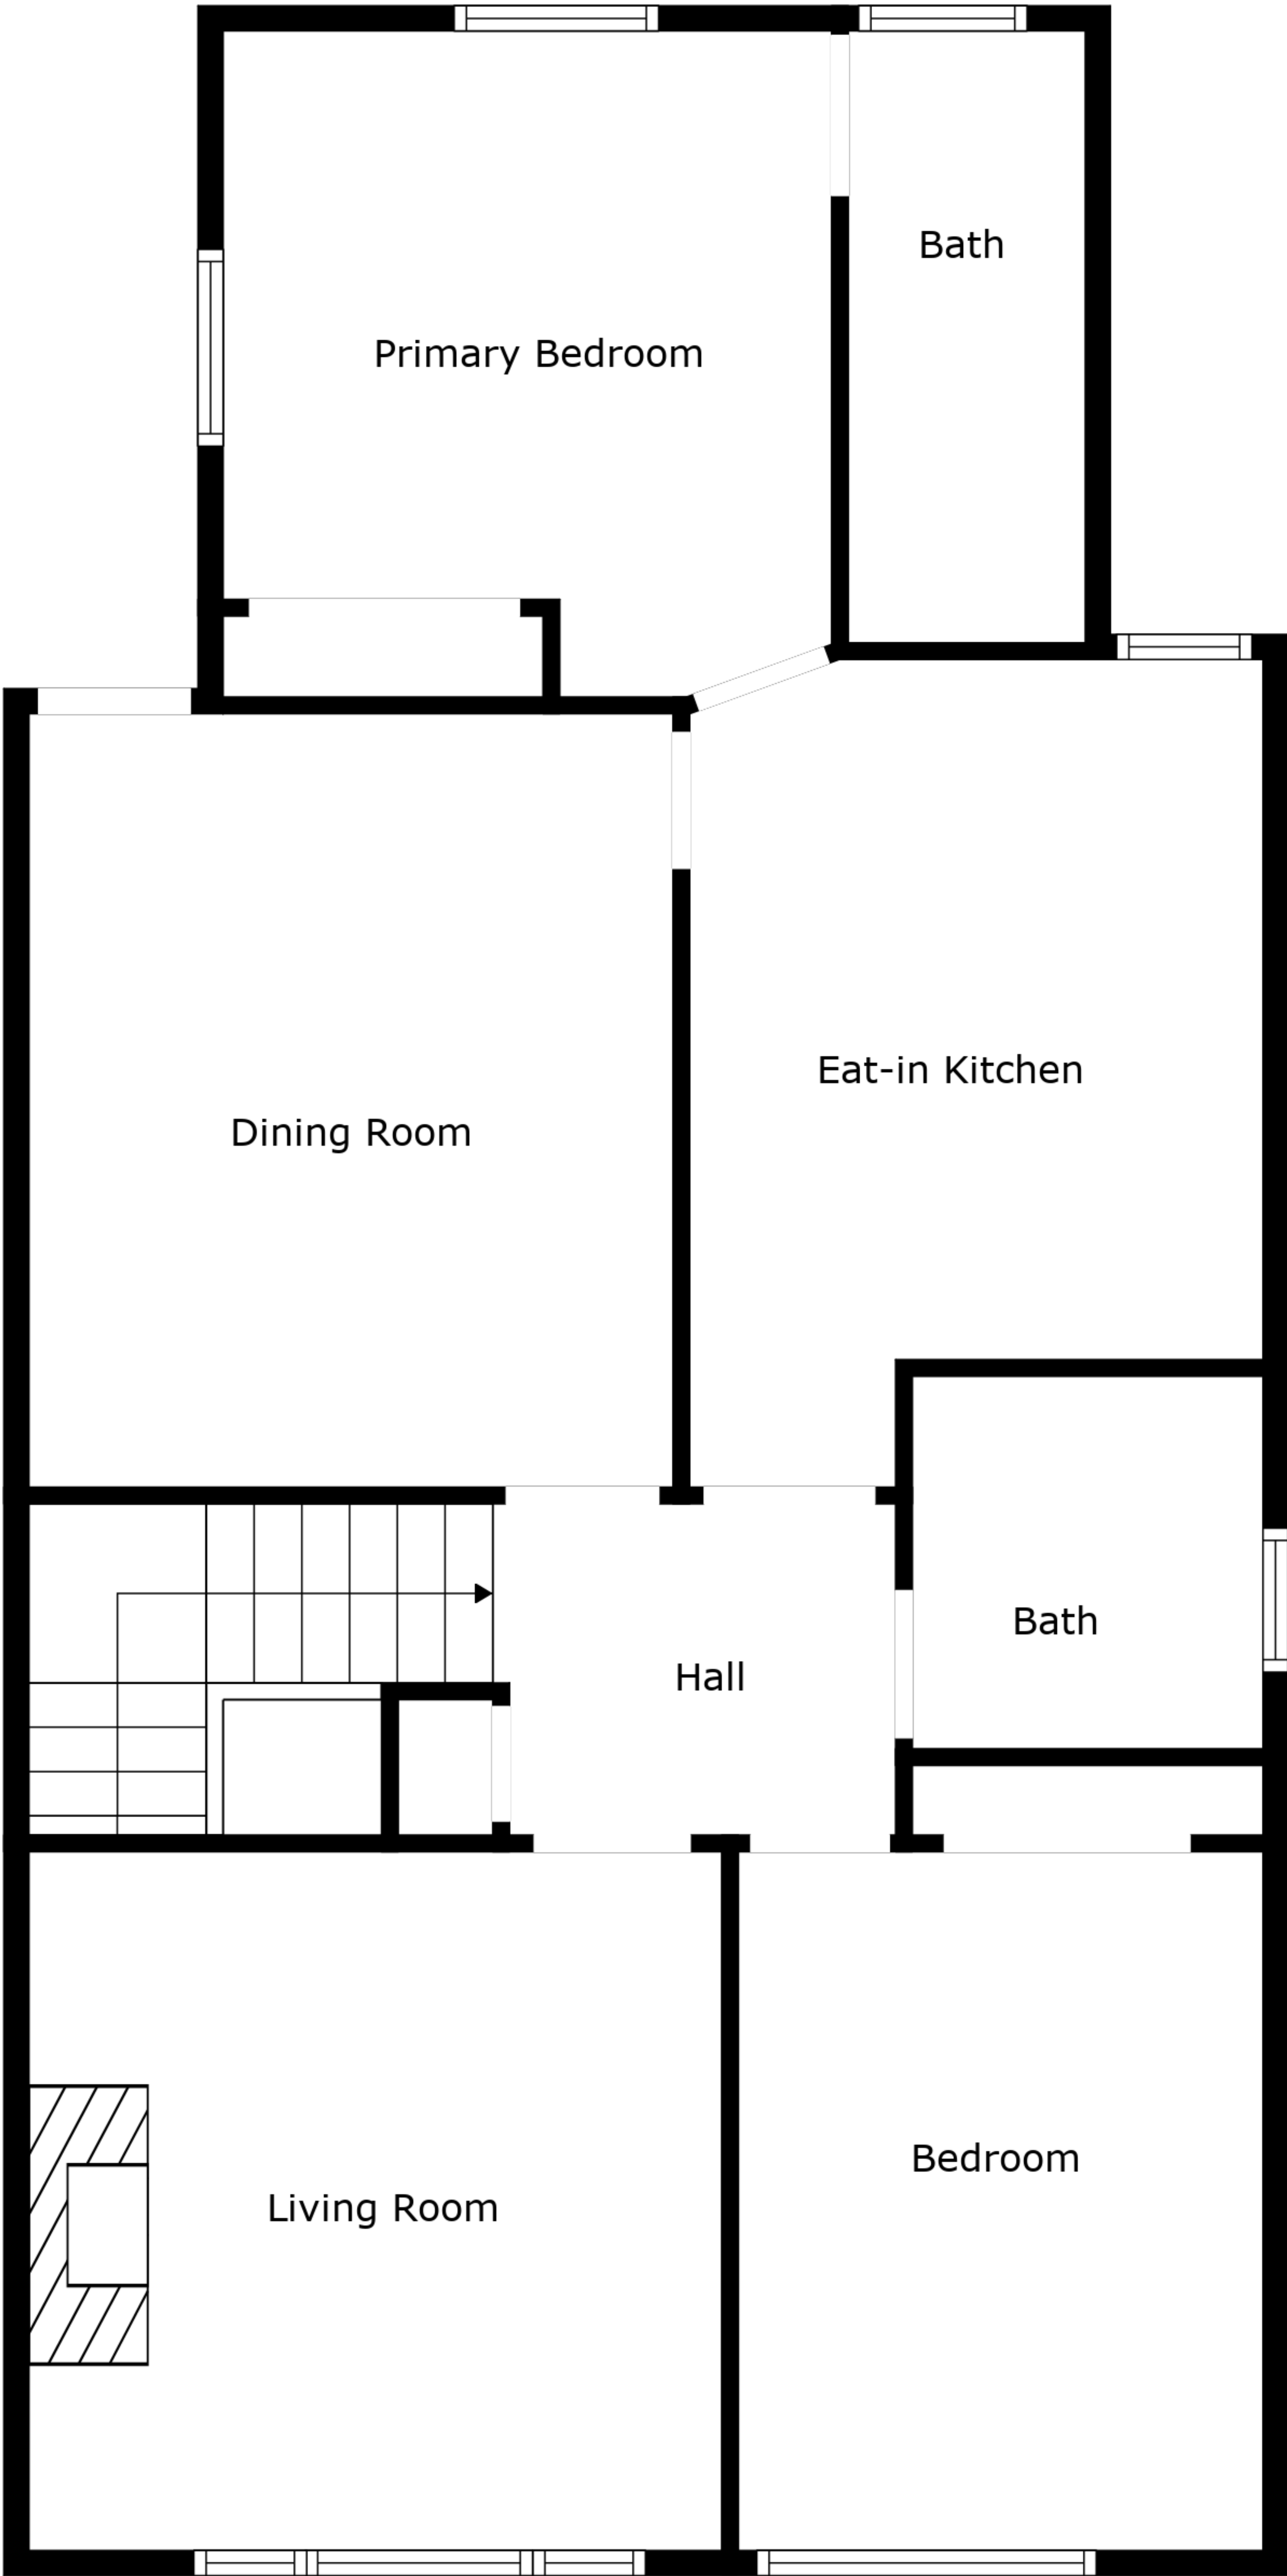 Bath
Primary Bedroom
Eat-in Kitchen
Dining Room
Bath
Hall
Bedroom
Living Room